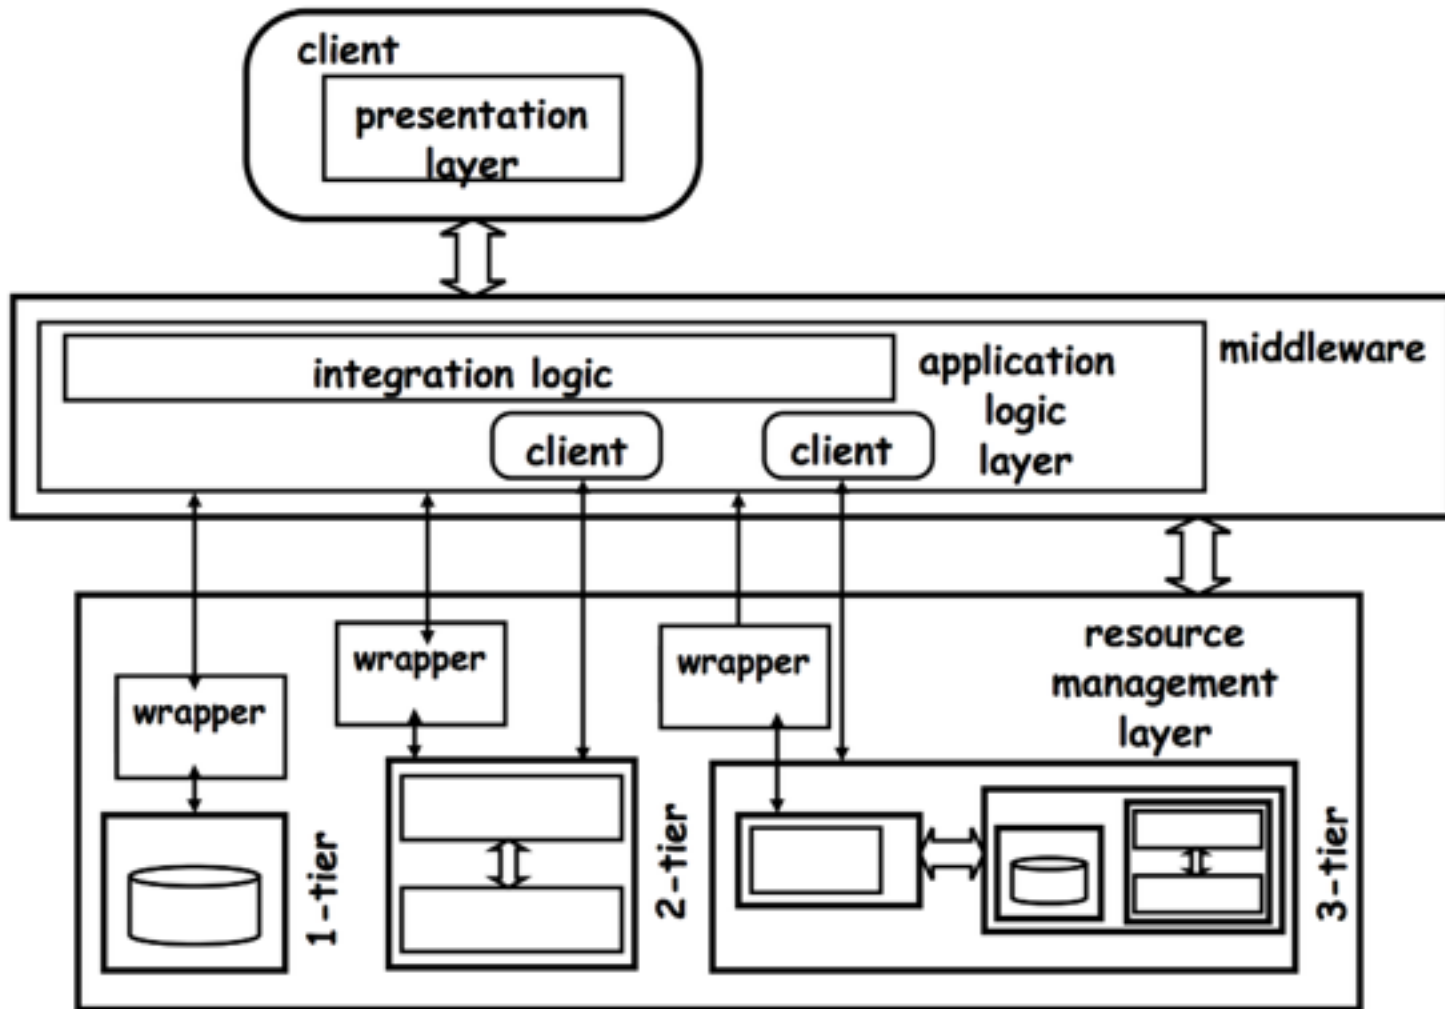 client
presentation
layer
integration logic
application
logic
layer
middleware
client
client
wrapper
wrapper
wrapper
resource
management
layer
1-tier
2-tier
3-tier